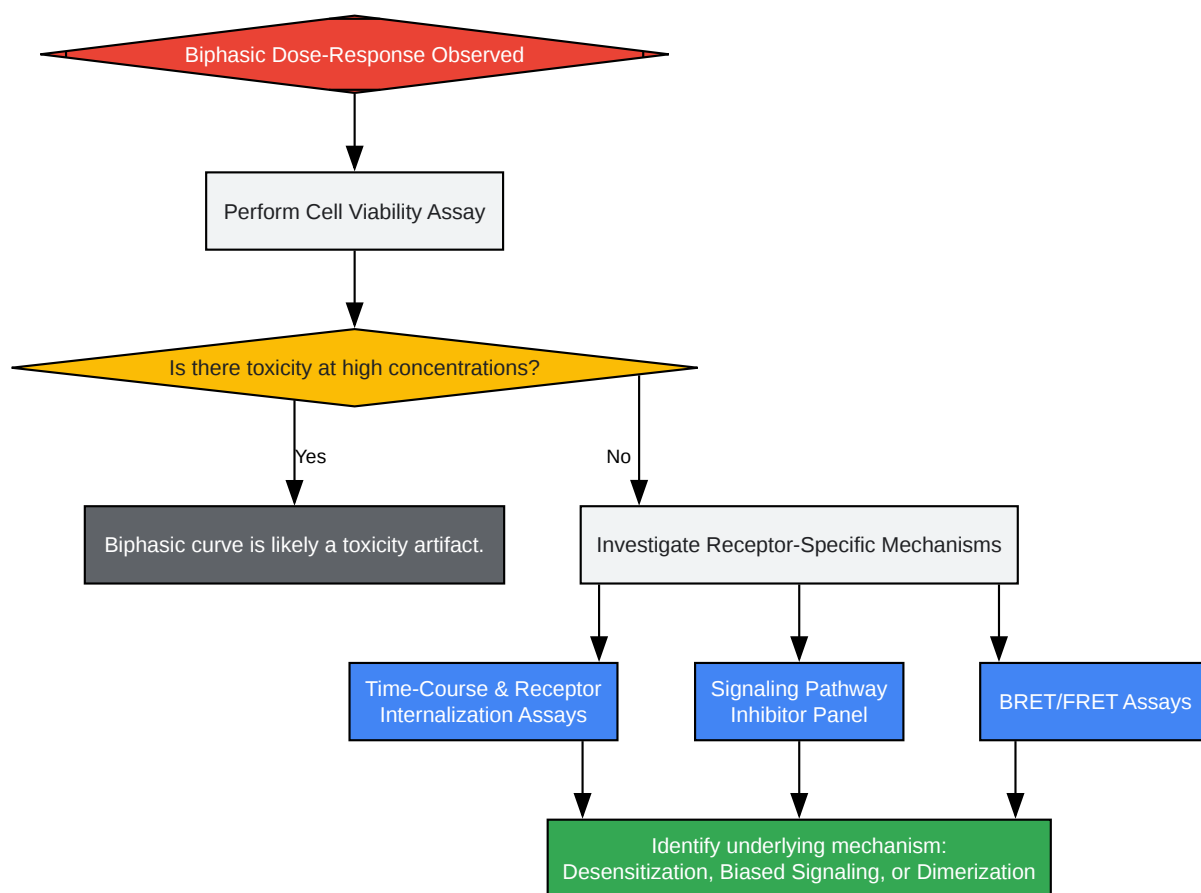 Biphasic Dose-Response Observed
Perform Cell Viability Assay
Is there toxicity at high concentrations?
Yes
No
Biphasic curve is likely a toxicity artifact.
Investigate Receptor-Specific Mechanisms
Time-Course & Receptor
Internalization Assays
Signaling Pathway
Inhibitor Panel
BRET/FRET Assays
Identify underlying mechanism:
Desensitization, Biased Signaling, or Dimerization